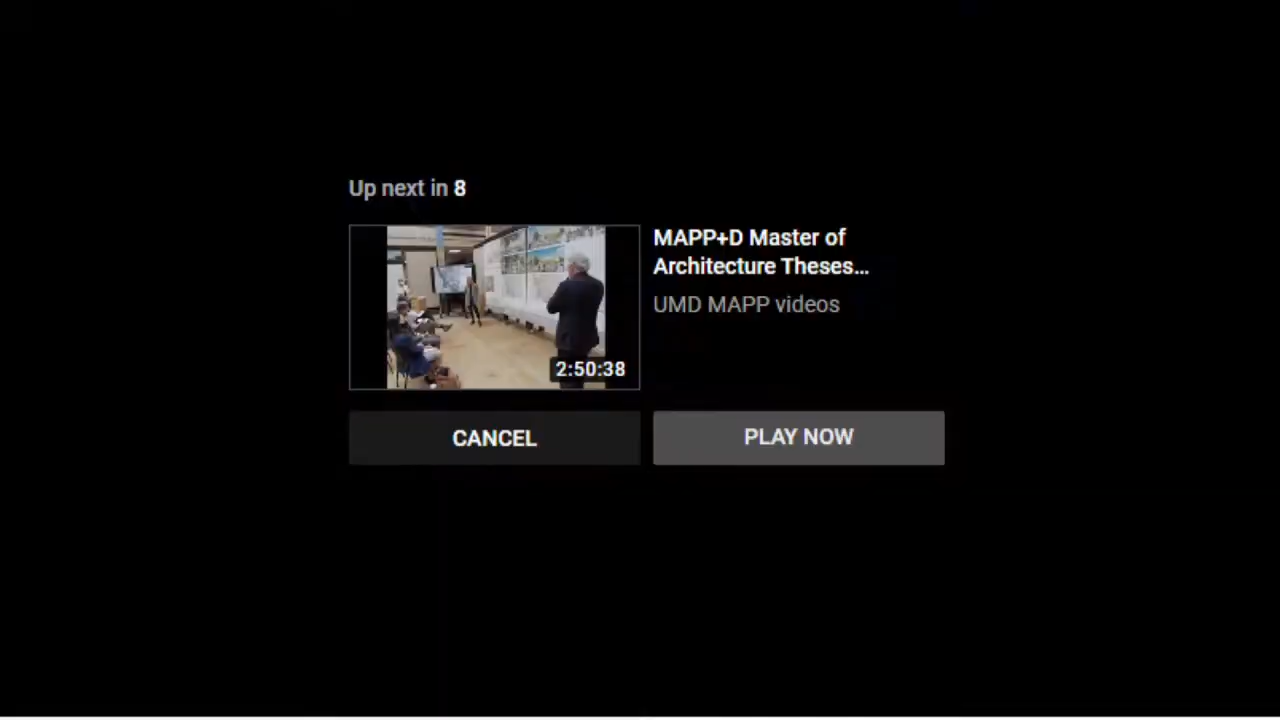 Up next in 8
MAPP+D Master of
Architecture Theses...
UMD MAPP videos
2:50:38
CANCEL
PLAY NOW